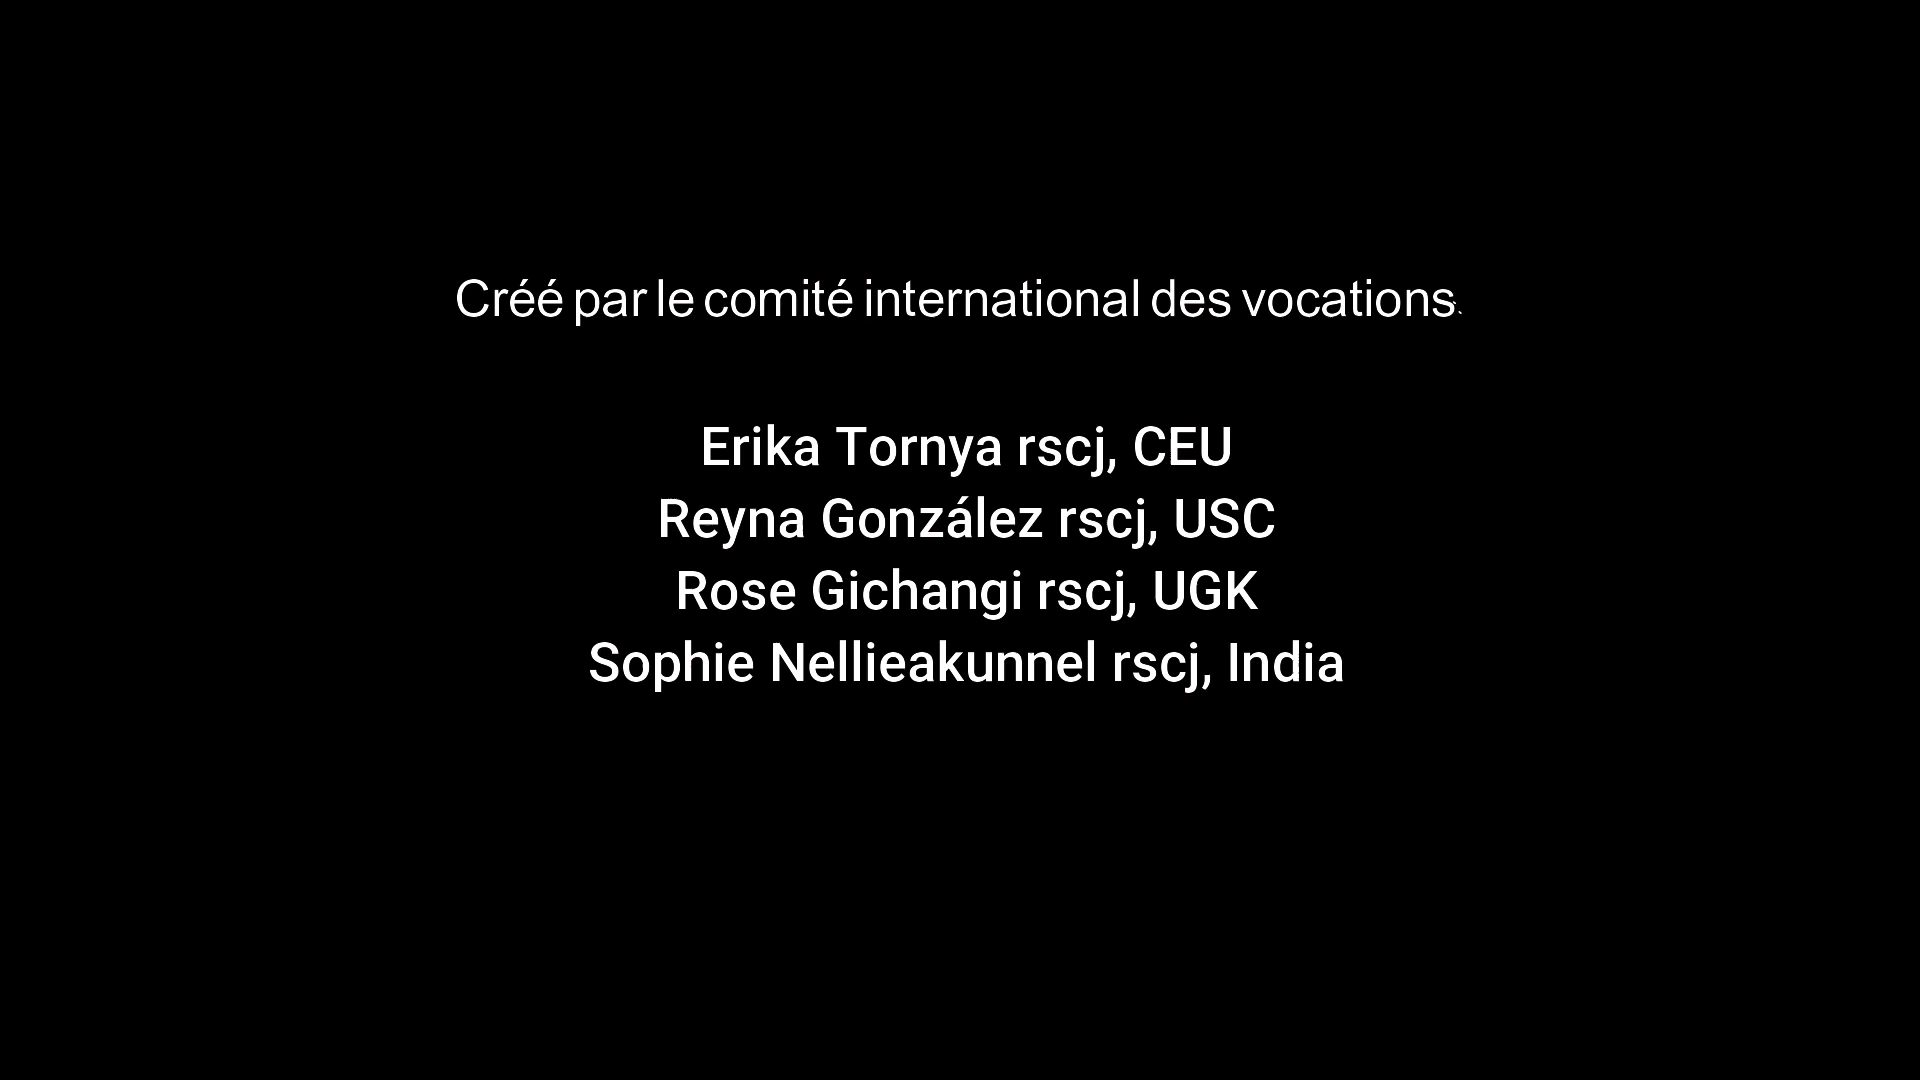 Créé par le comité international des vocations.
Erika Tornya rscj, CEU
Reyna González rscj, USC
Rose Gichangi rscj, UGK
Sophie Nellieakunnel rscj, India